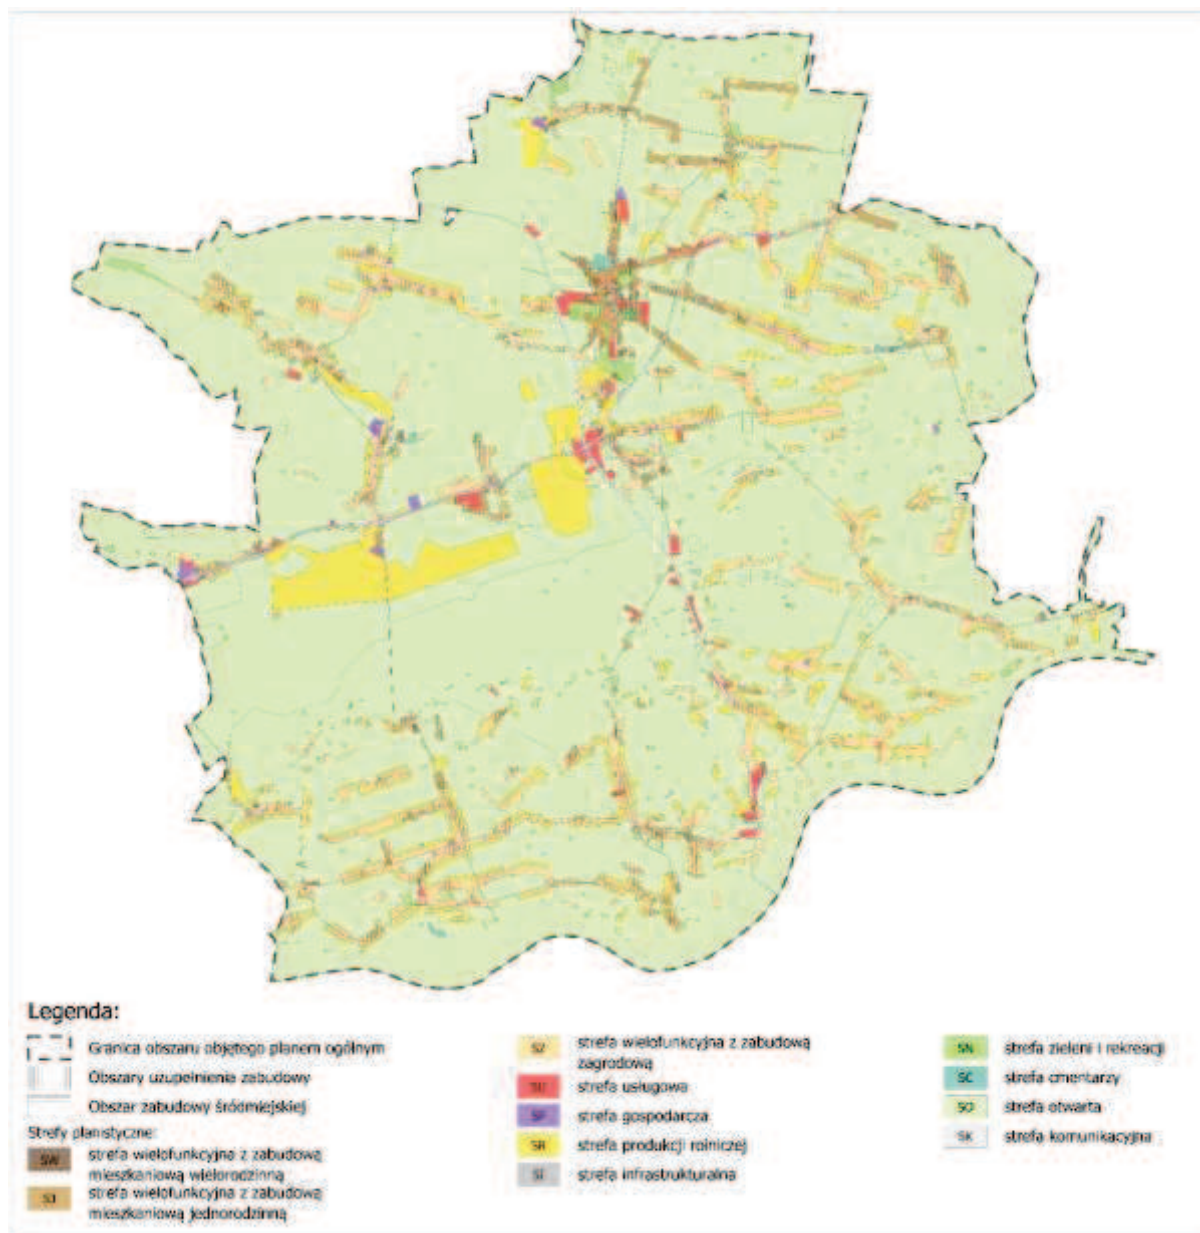 Legenda:
Granica obszaru objętego planem ogólnym
Obszary uzupełnienia zabudowy
Obszar zabudowy śródmiejskiej
Strefy planistyczne:
SW strefa wielofunkcyjna z zabudową
mieszkaniową wielorodzinną
SJ strefa wielofunkcyjna z zabudową
mieszkaniową jednorodzinną
SZ strefa wielofunkcyjna z zabudową
zagrodową
SU strefa usługowa
SP strefa gospodarcza
SR strefa produkcji rolniczej
SI strefa infrastrukturalna
SN strefa zieleni i rekreacji
SC strefa cmentarzy
SO strefa otwarta
SK strefa komunikacyjna